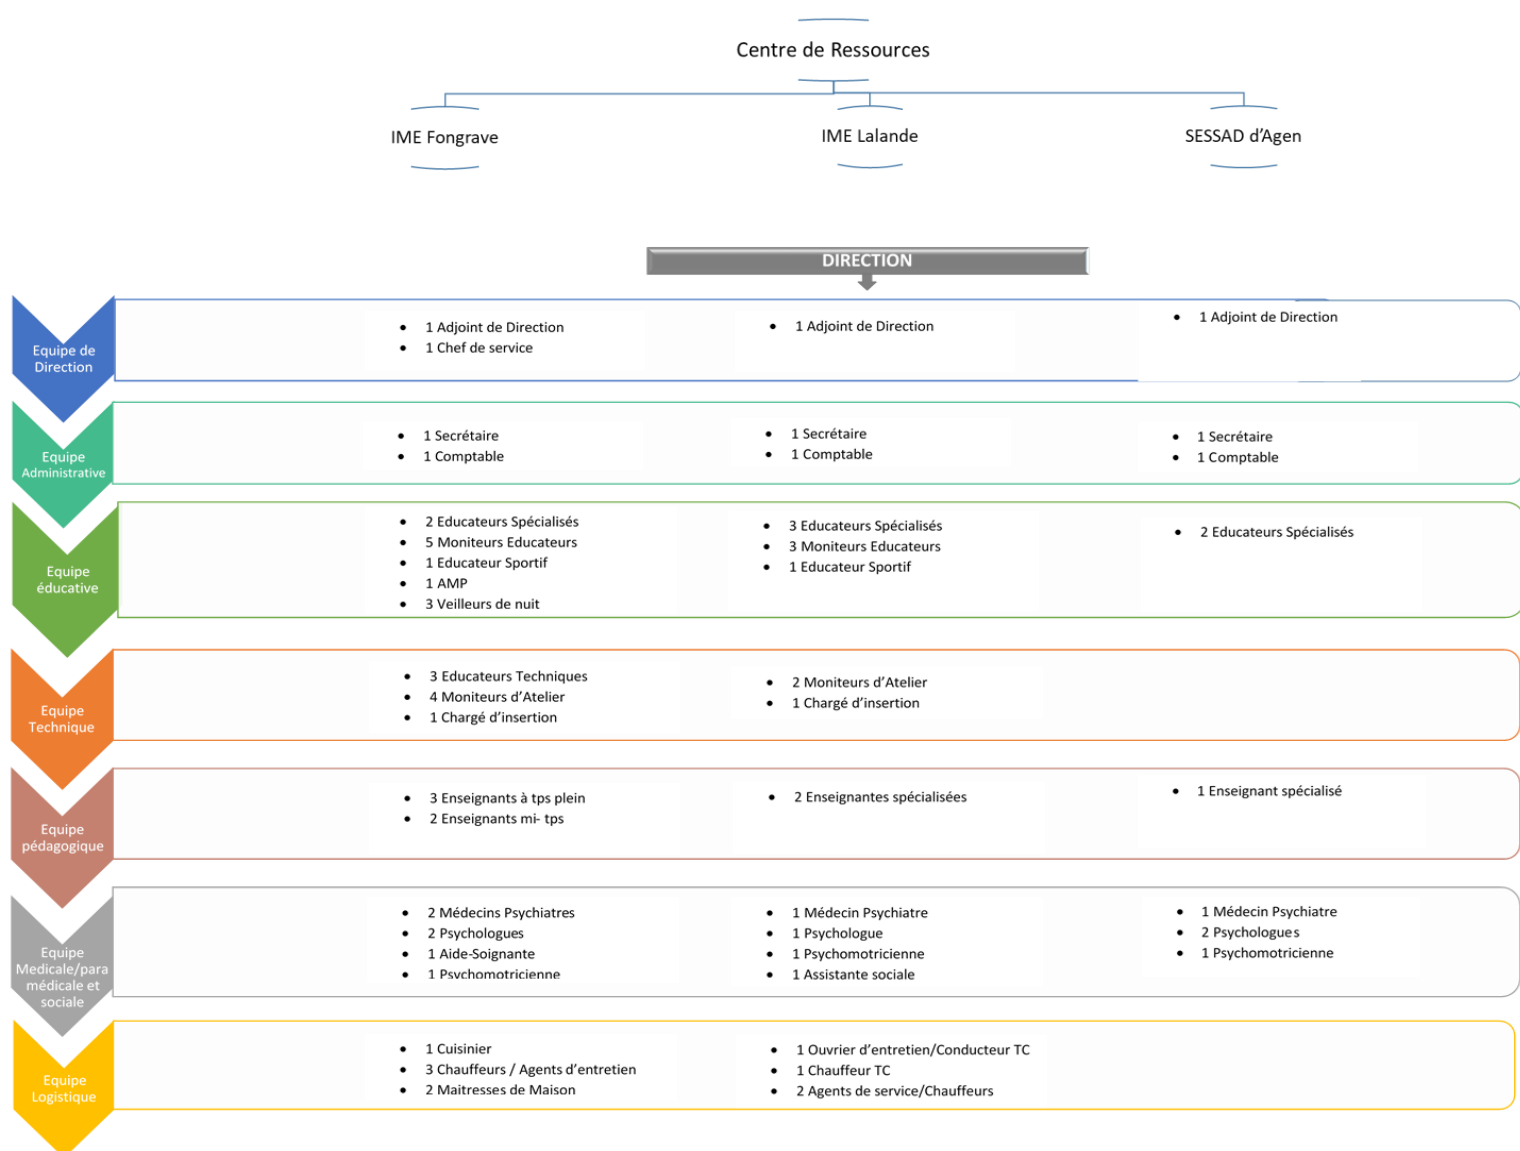 Centre de Ressources
IME Fongrave
IME Lalande
SESSAD d'Agen
DIRECTION
Equipe de
Direction
• 1 Adjoint de Direction
• 1 Chef de service
• 1 Adjoint de Direction
• 1 Adjoint de Direction
Equipe
Administrative
• 1 Secrétaire
• 1 Comptable
• 1 Secrétaire
• 1 Comptable
• 1 Secrétaire
• 1 Comptable
Equipe
éducative
• 2 Educateurs Spécialisés
• 5 Moniteurs Educateurs
• 1 Educateur Sportif
• 1 AMP
• 3 Veilleurs de nuit
• 3 Educateurs Spécialisés
• 3 Moniteurs Educateurs
• 1 Educateur Sportif
• 2 Educateurs Spécialisés
Equipe
Technique
• 3 Educateurs Techniques
• 4 Moniteurs d'Atelier
• 1 Chargé d'insertion
• 2 Moniteurs d'Atelier
• 1 Chargé d'insertion
Equipe
pédagogique
• 3 Enseignants à tps plein
• 2 Enseignants mi- tps
• 2 Enseignantes spécialisées
• 1 Enseignant spécialisé
Equipe
Medicale/para
médicale et
sociale
• 2 Médecins Psychiatres
• 2 Psychologues
• 1 Aide-Soignante
• 1 Psychomotricienne
• 1 Médecin Psychiatre
• 1 Psychologue
• 1 Psychomotricienne
• 1 Assistante sociale
• 1 Médecin Psychiatre
• 2 Psychologues
• 1 Psychomotricienne
Equipe
Logistique
• 1 Cuisinier
• 3 Chauffeurs / Agents d'entretien
• 2 Maitresses de Maison
• 1 Ouvrier d'entretien/Conducteur TC
• 1 Chauffeur TC
• 2 Agents de service/Chauffeurs